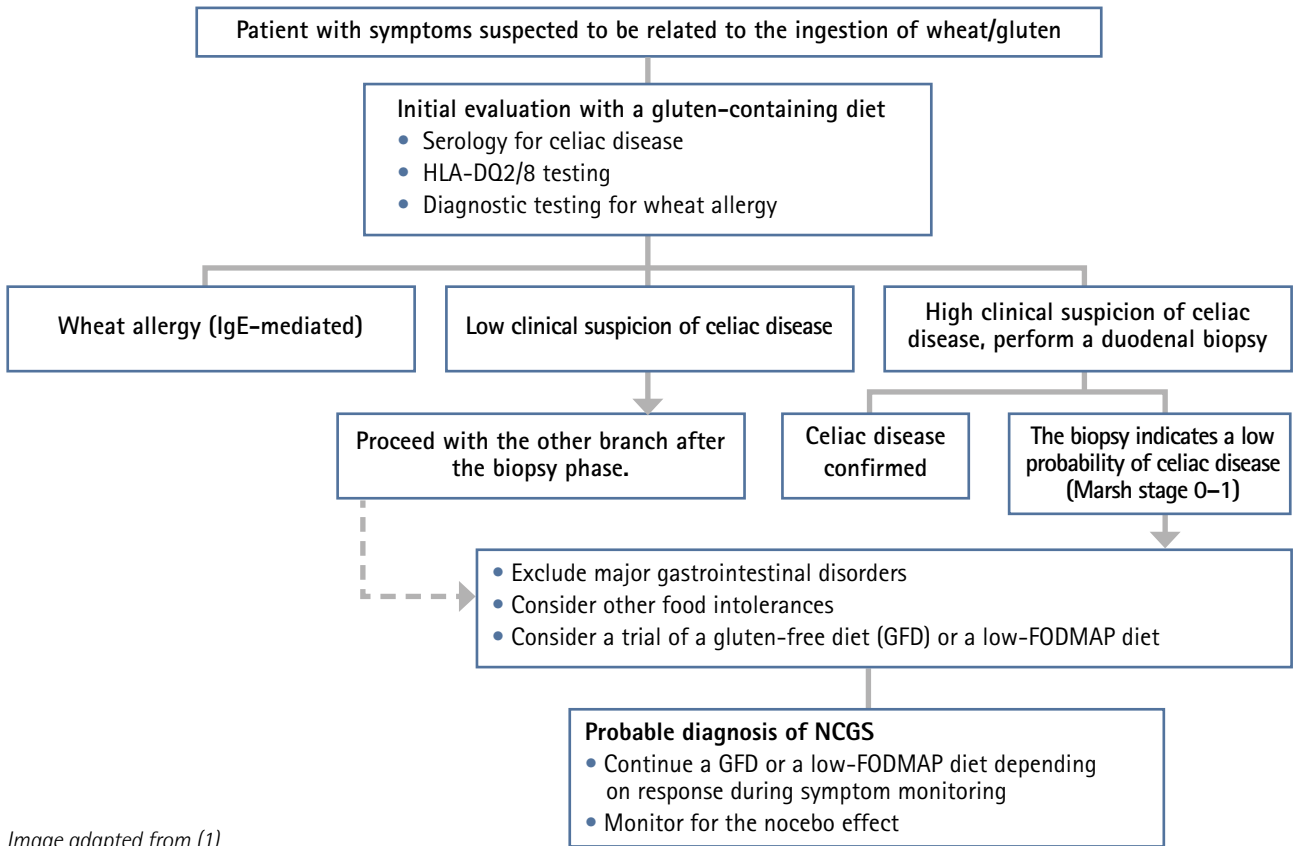 Patient with symptoms suspected to be related to the ingestion of wheat/gluten
Initial evaluation with a gluten-containing diet
• Serology for celiac disease
• HLA-DQ2/8 testing
• Diagnostic testing for wheat allergy
Wheat allergy (IgE-mediated)
Low clinical suspicion of celiac disease
High clinical suspicion of celiac
disease, perform a duodenal biopsy
Proceed with the other branch after
the biopsy phase.
Celiac disease
confirmed
The biopsy indicates a low
probability of celiac disease
(Marsh stage 0–1)
• Exclude major gastrointestinal disorders
• Consider other food intolerances
• Consider a trial of a gluten-free diet (GFD) or a low-FODMAP diet
Probable diagnosis of NCGS
• Continue a GFD or a low-FODMAP diet depending
on response during symptom monitoring
• Monitor for the nocebo effect
Image adapted from (1)